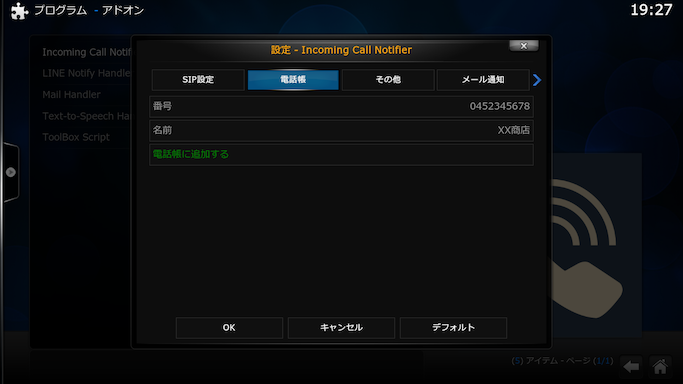 プログラム - アドオン
19:27
Incoming Call Notif
LINE Notify Handle
Mail Handler
Text-to-Speech Ha
ToolBox Script
設定 - Incoming Call Notifier
SIP設定 電話帳 その他 メール通知
番号 0452345678
名前 XX商店
電話帳に追加する
OK キャンセル デフォルト
(5) アイテム - ページ (1/1)